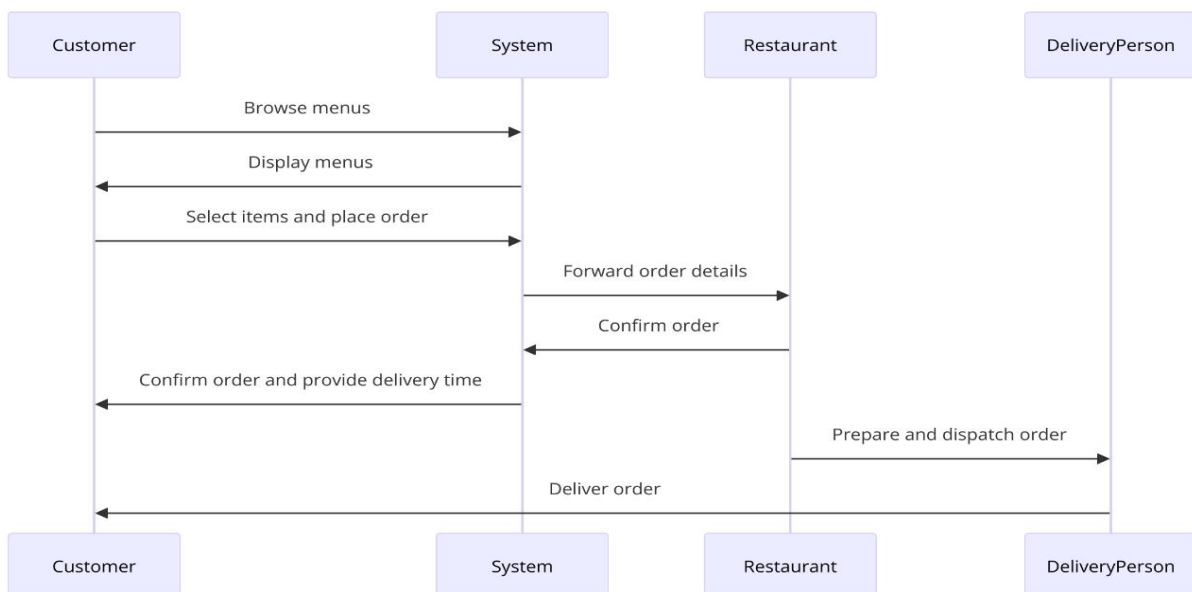 Customer
System
Restaurant
DeliveryPerson
Browse menus
Display menus
Select items and place order
Forward order details
Confirm order
Confirm order and provide delivery time
Prepare and dispatch order
Deliver order
Customer
System
Restaurant
DeliveryPerson